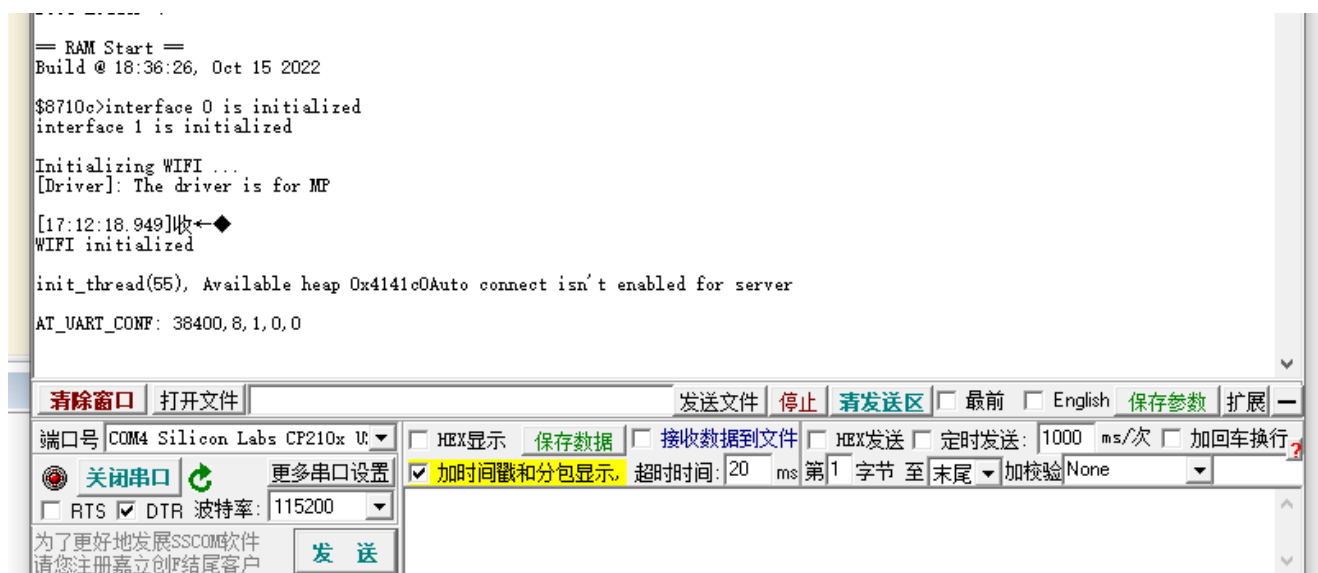 == RAM Start ==
Build @ 18:36:26, Oct 15 2022
$8710c>interface 0 is initialized
interface 1 is initialized
Initializing WIFI ...
[Driver]: The driver is for MP
[17:12:18.949]收←◆
WIFI initialized
init_thread(55), Available heap 0x4141c0Auto connect isn't enabled for server
AT_UART_CONF: 38400,8,1,0,0
清除窗口 打开文件 发送文件 停止 清发送区 最前 English 保存参数 扩展 —
端口号 COM4 Silicon Labs CP210x U HEX显示 保存数据 接收数据到文件 HEX发送 定时发送: 1000 ms/次 加回车换行 ?
关闭串口 更多串口设置 加时间戳和分包显示, 超时时间: 20 ms 第1 字节 至 末尾 加校验 None
RTS DTR 波特率: 115200
为了更好地发展SSCOM软件
请您注册嘉立创F结尾客户
发 送